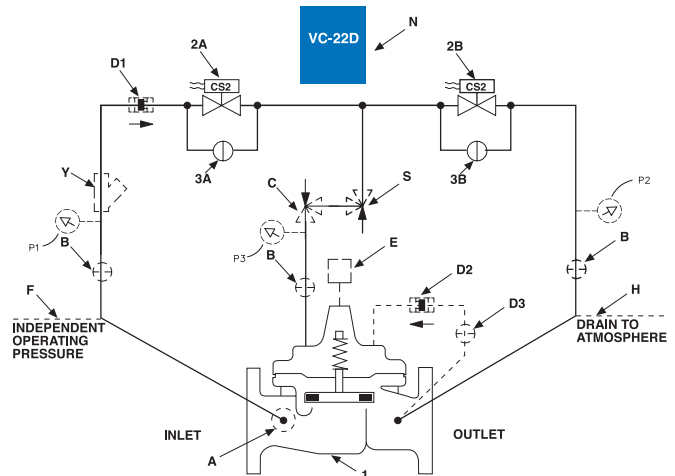 VC-22D
N
2A
2B
D1
CS2
CS2
Y
3A
3B
C
S
P1
P2
P3
B
B
B
E
D2
D3
F
H
INDEPENDENT
OPERATING
PRESSURE
DRAIN TO
ATMOSPHERE
INLET
OUTLET
A
1